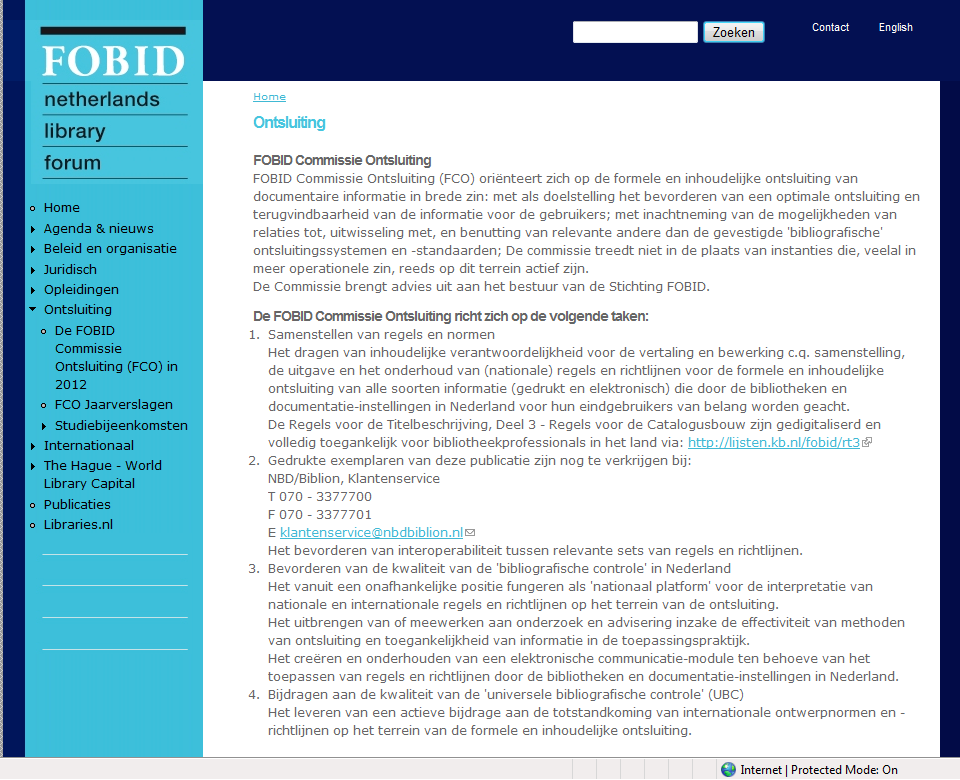 FOBID
netherlands
library
forum
Zoeken
Contact
English
Home
Agenda & nieuws
Beleid en organisatie
Juridisch
Opleidingen
Ontsluiting
De FOBID
Commissie
Ontsluiting (FCO) in
2012
FCO Jaarverslagen
Studiebijeenkomsten
Internationaal
The Hague - World
Library Capital
Publicaties
Libraries.nl
Home
Ontsluiting
FOBID Commissie Ontsluiting
FOBID Commissie Ontsluiting (FCO) oriënteert zich op de formele en inhoudelijke ontsluiting van
documentaire informatie in brede zin: met als doelstelling het bevorderen van een optimale ontsluiting en
terugvindbaarheid van de informatie voor de gebruikers; met inachtneming van de mogelijkheden van
relaties tot, uitwisseling met, en benutting van relevante andere dan de gevestigde 'bibliografische'
ontsluitingssystemen en -standaarden; De commissie treedt niet in de plaats van instanties die, veelal in
meer operationele zin, reeds op dit terrein actief zijn.
De Commissie brengt advies uit aan het bestuur van de Stichting FOBID.
De FOBID Commissie Ontsluiting richt zich op de volgende taken:
1. Samenstellen van regels en normen
Het dragen van inhoudelijke verantwoordelijkheid voor de vertaling en bewerking c.q. samenstelling,
de uitgave en het onderhoud van (nationale) regels en richtlijnen voor de formele en inhoudelijke
ontsluiting van alle soorten informatie (gedrukt en elektronisch) die door de bibliotheken en
documentatie-instellingen in Nederland voor hun eindgebruikers van belang worden geacht.
De Regels voor de Titelbeschrijving, Deel 3 - Regels voor de Catalogusbouw zijn gedigitaliserd en
volledig toegankelijk voor bibliotheekprofessionals in het land via: http://lijsten.kb.nl/fobid/rt3
2. Gedrukte exemplaren van deze publicatie zijn nog te verkrijgen bij:
NBD/Biblion, Klantenservice
T 070 - 3377700
F 070 - 3377701
E klantenservice@nbdbiblion.nl
Het bevorderen van interoperabiliteit tussen relevante sets van regels en richtlijnen.
3. Bevorderen van de kwaliteit van de 'bibliografische controle' in Nederland
Het vanuit een onafhankelijke positie fungeren als 'nationaal platform' voor de interpretatie van
nationale en internationale regels en richtlijnen op het terrein van de ontsluiting.
Het uitbrengen van of meewerken aan onderzoek en advisering inzake de effectiviteit van methoden
van ontsluiting en toegankelijkheid van informatie in de toepassingspraktijk.
Het creëren en onderhouden van een elektronische communicatie-module ten behoeve van het
toepassen van regels en richtlijnen door de bibliotheken en documentatie-instellingen in Nederland.
4. Bijdragen aan de kwaliteit van de 'universele bibliografische controle' (UBC)
Het leveren van een actieve bijdrage aan de totstandkoming van internationale ontwerpnormen en -
richtlijnen op het terrein van de formele en inhoudelijke ontsluiting.
Internet | Protected Mode: On